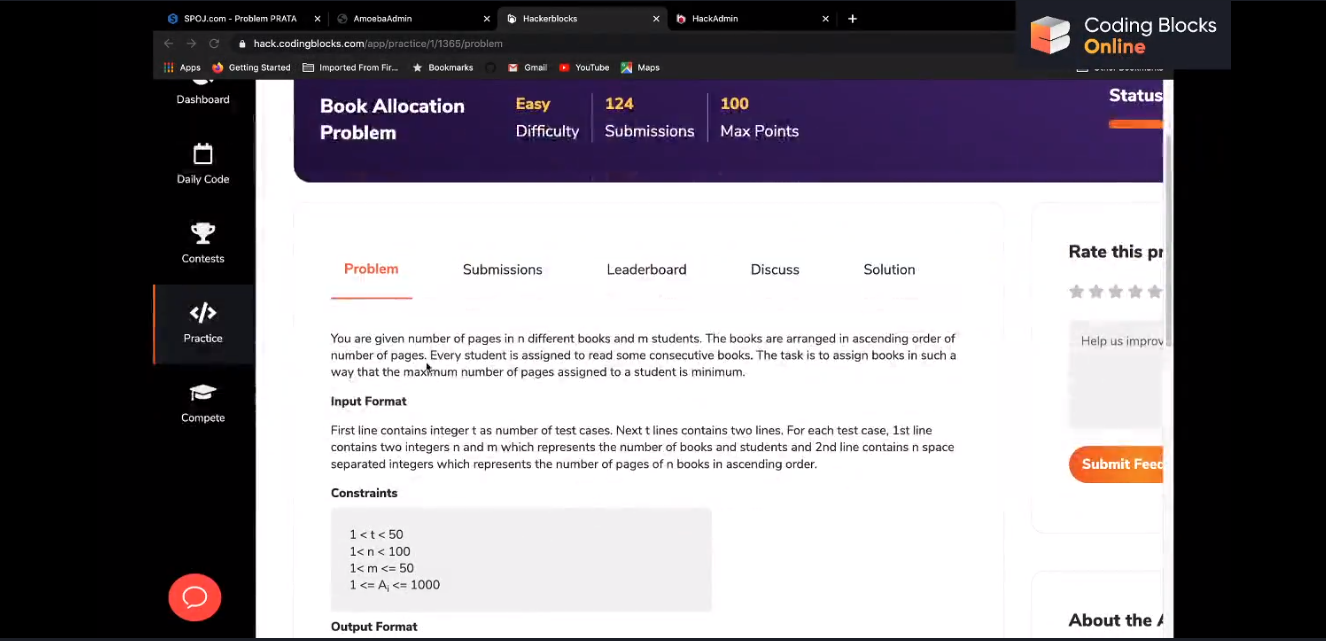 SPOJ.com - Problem PRATA
AmoebaAdmin
Hackerblocks
HackAdmin
hack.codingblocks.com/app/practice/1/1365/problem
Apps
Getting Started
Imported From Fir...
Bookmarks
Gmail
YouTube
Maps
Coding Blocks
Online
Dashboard
Daily Code
Contests
Practice
Compete
Book Allocation
Problem
Easy
Difficulty
124
Submissions
100
Max Points
Status
Problem
Submissions
Leaderboard
Discuss
Solution
You are given number of pages in n different books and m students. The books are arranged in ascending order of
number of pages. Every student is assigned to read some consecutive books. The task is to assign books in such a
way that the maximum number of pages assigned to a student is minimum.
Input Format
First line contains integer t as number of test cases. Next t lines contains two lines. For each test case, 1st line
contains two integers n and m which represents the number of books and students and 2nd line contains n space
separated integers which represents the number of pages of n books in ascending order.
Constraints
1 < t < 50
1< n < 100
1< m <= 50
1 <= Ai <= 1000
Output Format
Rate this pr
Help us improv
Submit Feed
About the A